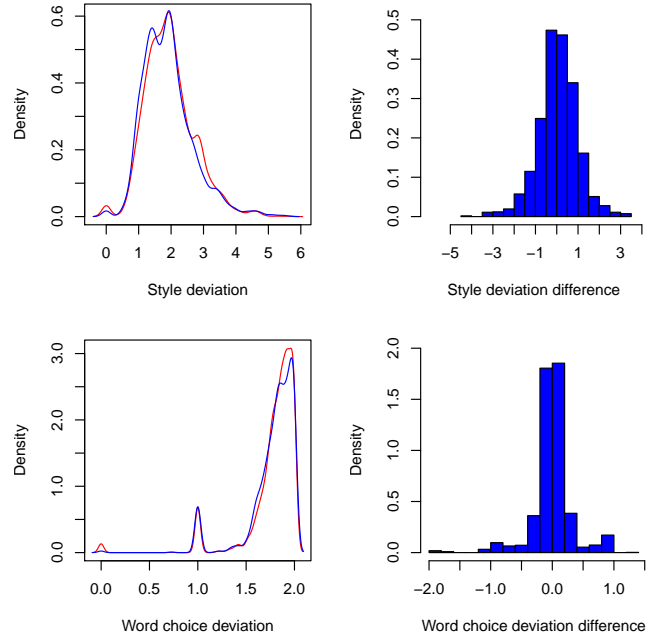 Density
0.0 0.2 0.4 0.6
0 1 2 3 4 5 6
Style deviation
Density
0.0 0.1 0.2 0.3 0.4 0.5
−5 −3 −1 1 3
Style deviation difference
Density
0.0 1.0 2.0 3.0
0.0 0.5 1.0 1.5 2.0
Word choice deviation
Density
0.0 0.5 1.0 1.5 2.0
−2.0 −1.0 0.0 1.0
Word choice deviation difference